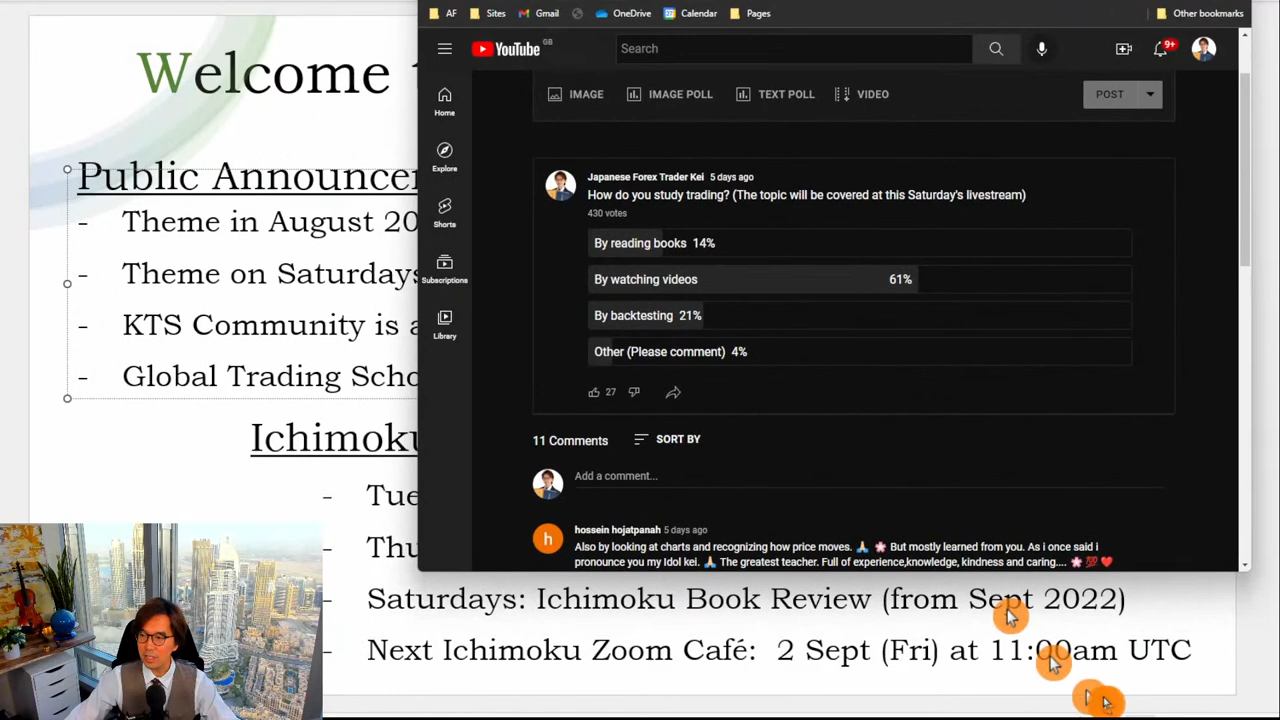 AF Sites Gmail OneDrive Calendar Pages Other bookmarks
YouTube GB Search 9+
Welcome
Public Announcer
- Theme in August 20
- Theme on Saturdays
- KTS Community is a
- Global Trading Scho
Ichimoku
- Tue
- Thu
- Saturdays: Ichimoku Book Review (from Sept 2022)
- Next Ichimoku Zoom Café: 2 Sept (Fri) at 11:00am UTC
Home
Explore
Shorts
Subscriptions
Library
IMAGE IMAGE POLL TEXT POLL VIDEO POST
Japanese Forex Trader Kei 5 days ago
How do you study trading? (The topic will be covered at this Saturday's livestream)
430 votes
By reading books 14%
By watching videos 61%
By backtesting 21%
Other (Please comment) 4%
27
11 Comments SORT BY
Add a comment...
h
hossein hojatpanah 5 days ago
Also by looking at charts and recognizing how price moves. 🙏 🌸 But mostly learned from you. As i once said i
pronounce you my Idol kei. 🙏 The greatest teacher. Full of experience,knowledge, kindness and caring.... 🌸 💯 ❤️